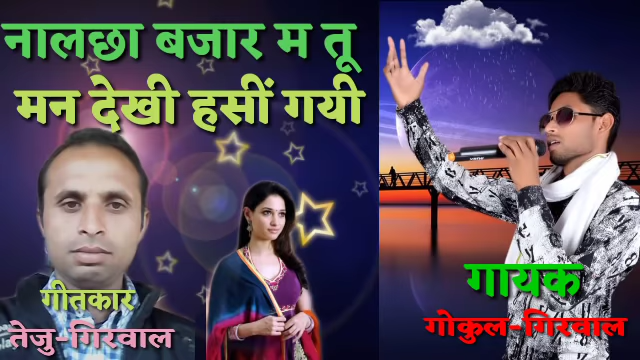 नालछा बजार म तू
मन देखी हसीं गयी
गीतकार
तेजु-गिरवाल
गायक
गोकुल-गिरवाल